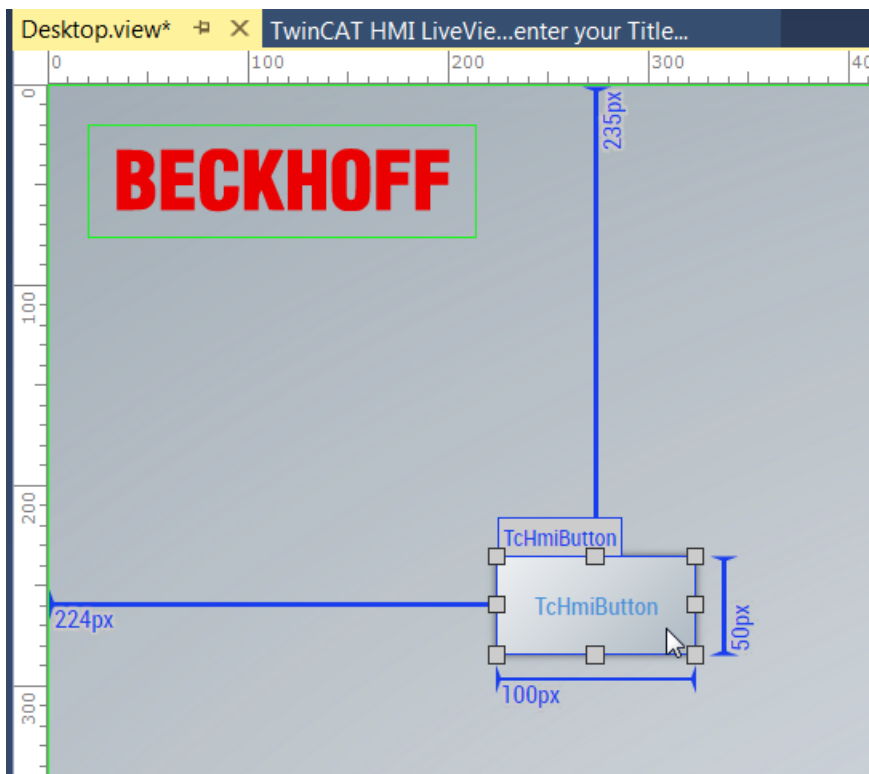 Desktop.view* TwinCAT HMI LiveVie...enter your Title...
0 100 200 300 40
0
100
200
300
BECKHOFF
235px
TcHmiButton
TcHmiButton
224px
50px
100px